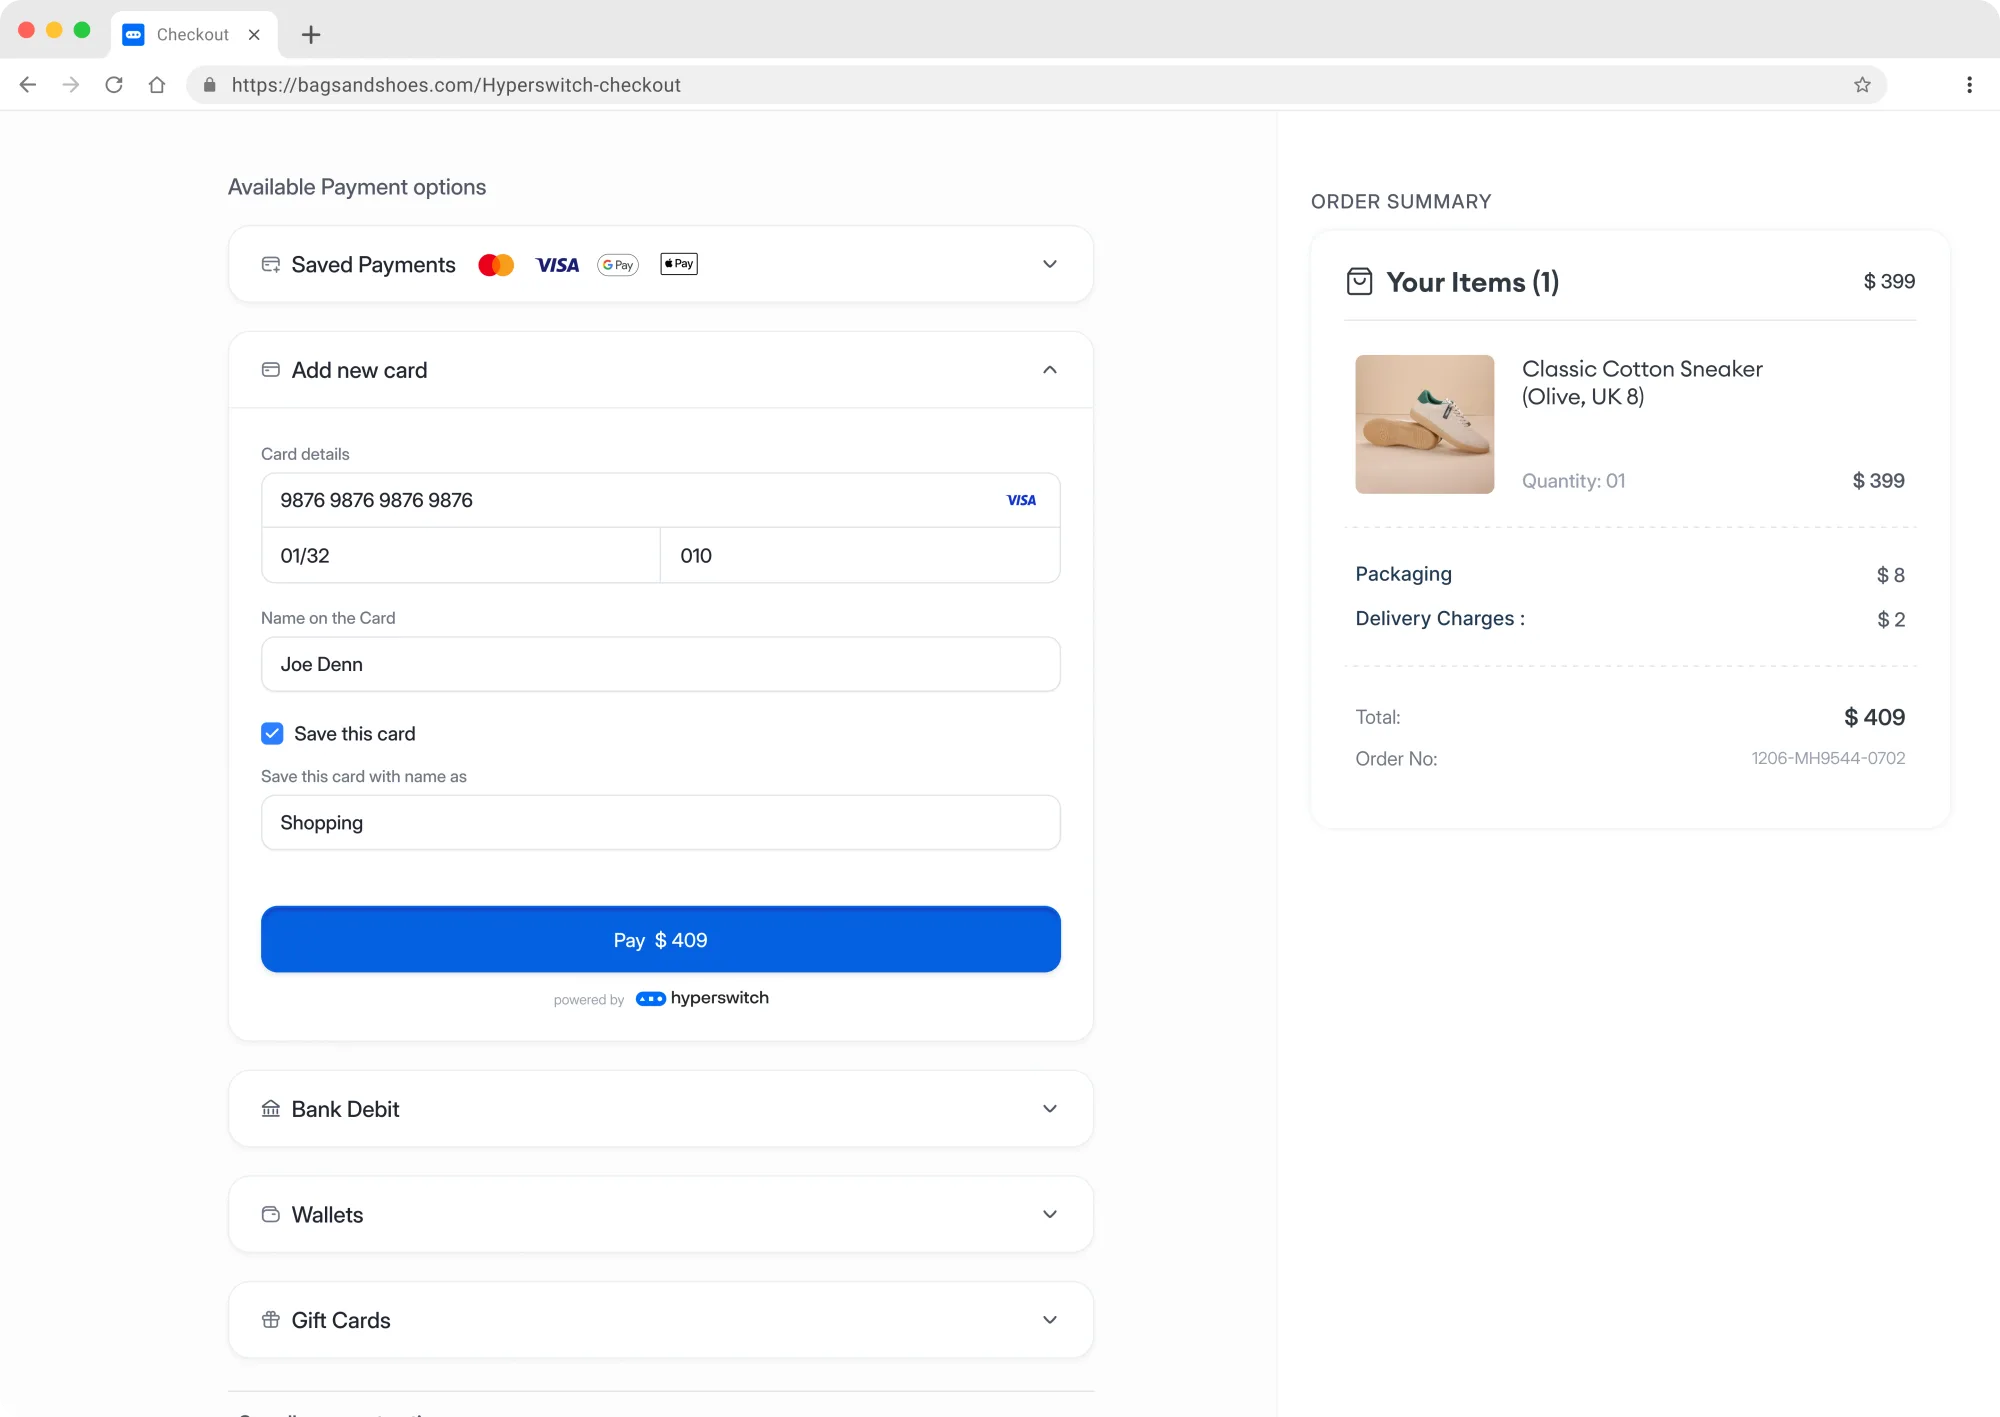 Checkout
https://bagsandshoes.com/Hyperswitch-checkout
Available Payment options
Saved Payments VISA G Pay Pay
Add new card
Card details
9876 9876 9876 9876 VISA
01/32 010
Name on the Card
Joe Denn
Save this card
Save this card with name as
Shopping
Pay $ 409
powered by hyperswitch
Bank Debit
Wallets
Gift Cards
ORDER SUMMARY
Your Items (1) $ 399
Classic Cotton Sneaker
(Olive, UK 8)
Quantity: 01 $ 399
Packaging $ 8
Delivery Charges : $ 2
Total: $ 409
Order No: 1206-MH9544-0702